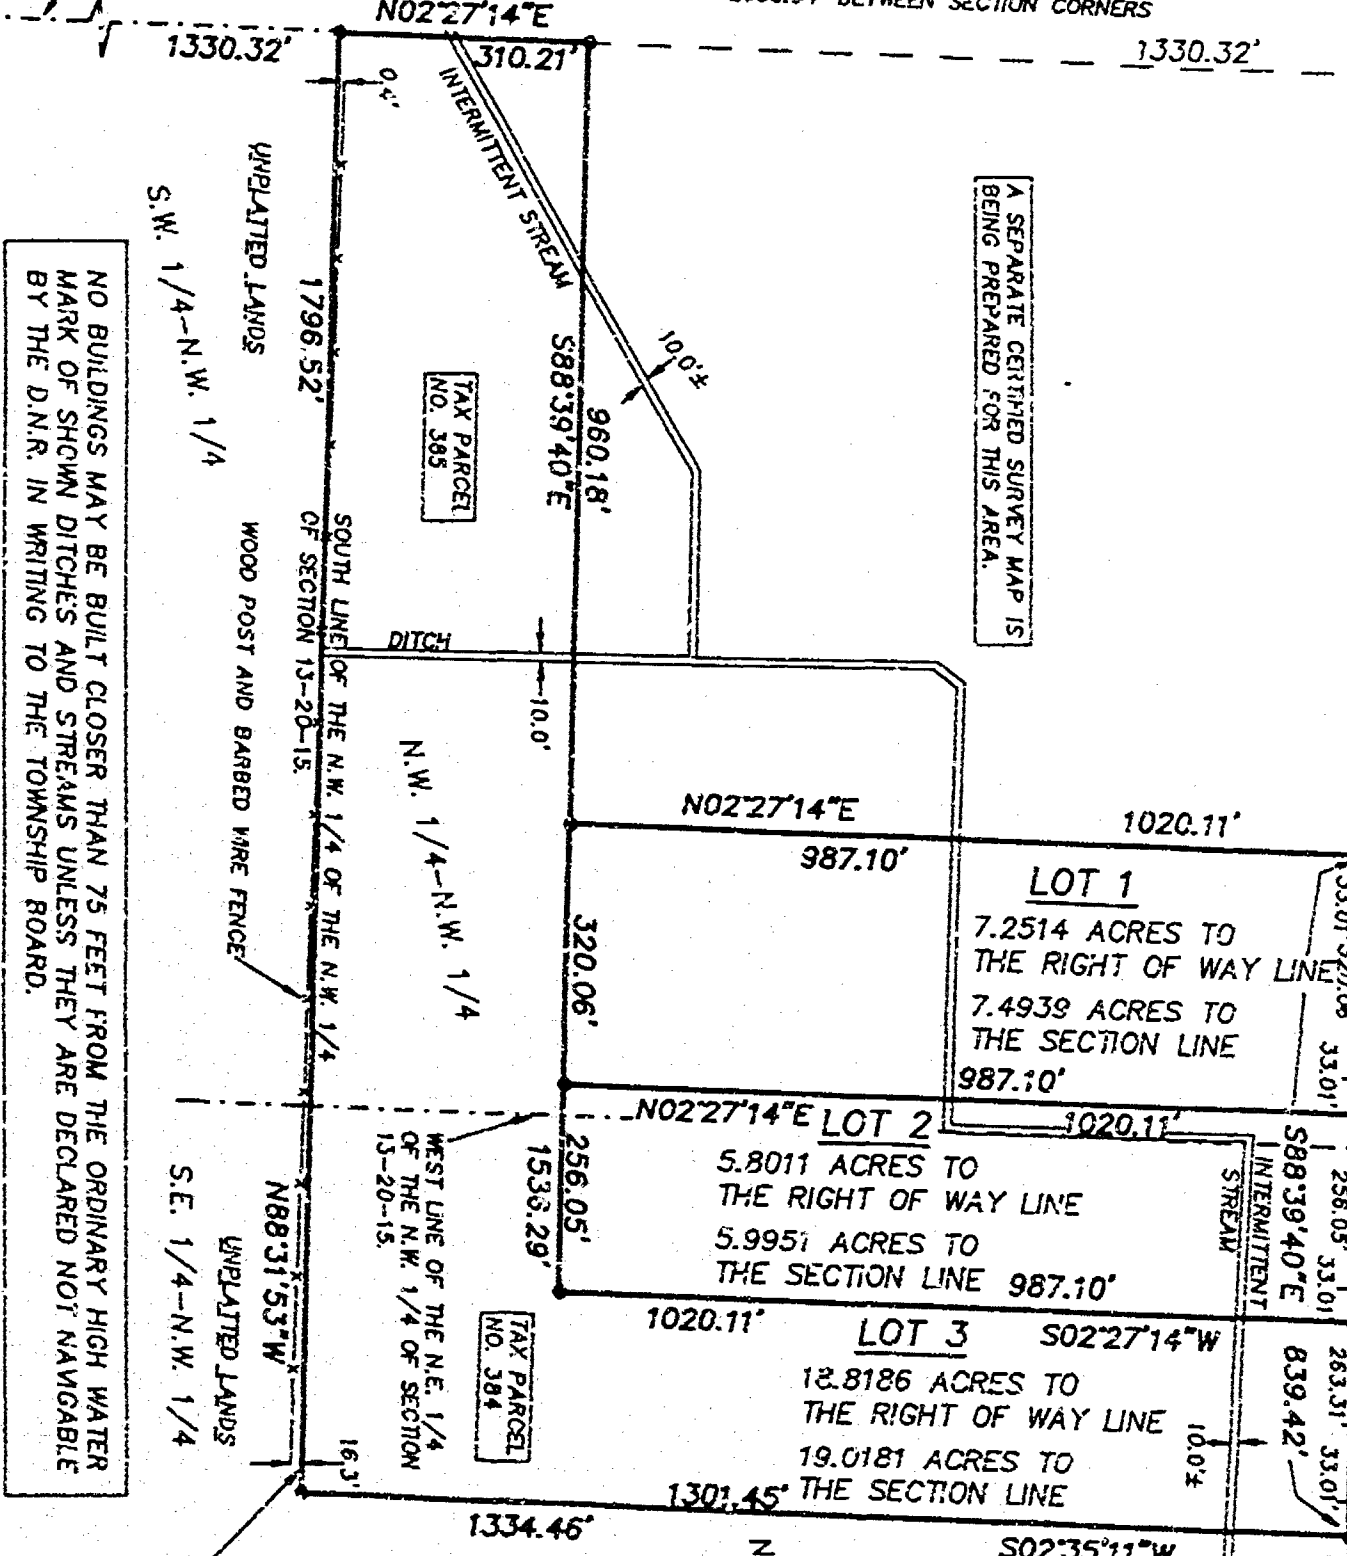 BETWEEN SECTION CORNERS
N02°27'14"E
1330.32'
310.21'
1330.32'
0.4'
INTERMITTENT STREAM
A SEPARATE CERTIFIED SURVEY MAP IS
BEING PREPARED FOR THIS AREA.
UNPLATTED LANDS
S.W. 1/4-N.W. 1/4
1796.52'
10.0'±
960.18'
S88°39'40"E
TAX PARCEL
NO. 385
SOUTH LINE OF THE N.W. 1/4 OF THE N.W. 1/4
OF SECTION 13-20-15.
WOOD POST AND BARBED WIRE FENCE
DITCH
10.0'
N.W. 1/4-N.W. 1/4
NO BUILDINGS MAY BE BUILT CLOSER THAN 75 FEET FROM THE ORDINARY HIGH WATER
MARK OF SHOWN DITCHES AND STREAMS UNLESS THEY ARE DECLARED NOT NAVIGABLE
BY THE D.N.R. IN WRITING TO THE TOWNSHIP BOARD.
N02°27'14"E
1020.11'
987.10'
LOT 1
7.2514 ACRES TO
THE RIGHT OF WAY LINE
7.4939 ACRES TO
THE SECTION LINE
33.01'
33.01'
320.06'
987.10'
N02°27'14"E
LOT 2
1020.11'
5.8011 ACRES TO
THE RIGHT OF WAY LINE
5.9951 ACRES TO
THE SECTION LINE
987.10'
INTERMITTENT
STREAM
S88°39'40"E
839.42'
256.05'
33.01'
256.05'
1536.29'
WEST LINE OF THE N.E. 1/4
OF THE N.W. 1/4 OF SECTION
13-20-15.
1020.11'
LOT 3
S02°27'14"W
18.8186 ACRES TO
THE RIGHT OF WAY LINE
19.0181 ACRES TO
THE SECTION LINE
10.0'±
263.31'
33.01'
TAX PARCEL
NO. 384
N88°31'53"W
UNPLATTED LANDS
S.E. 1/4-N.W. 1/4
16.3'
1301.45'
1334.46'
N
S02°35'11"W